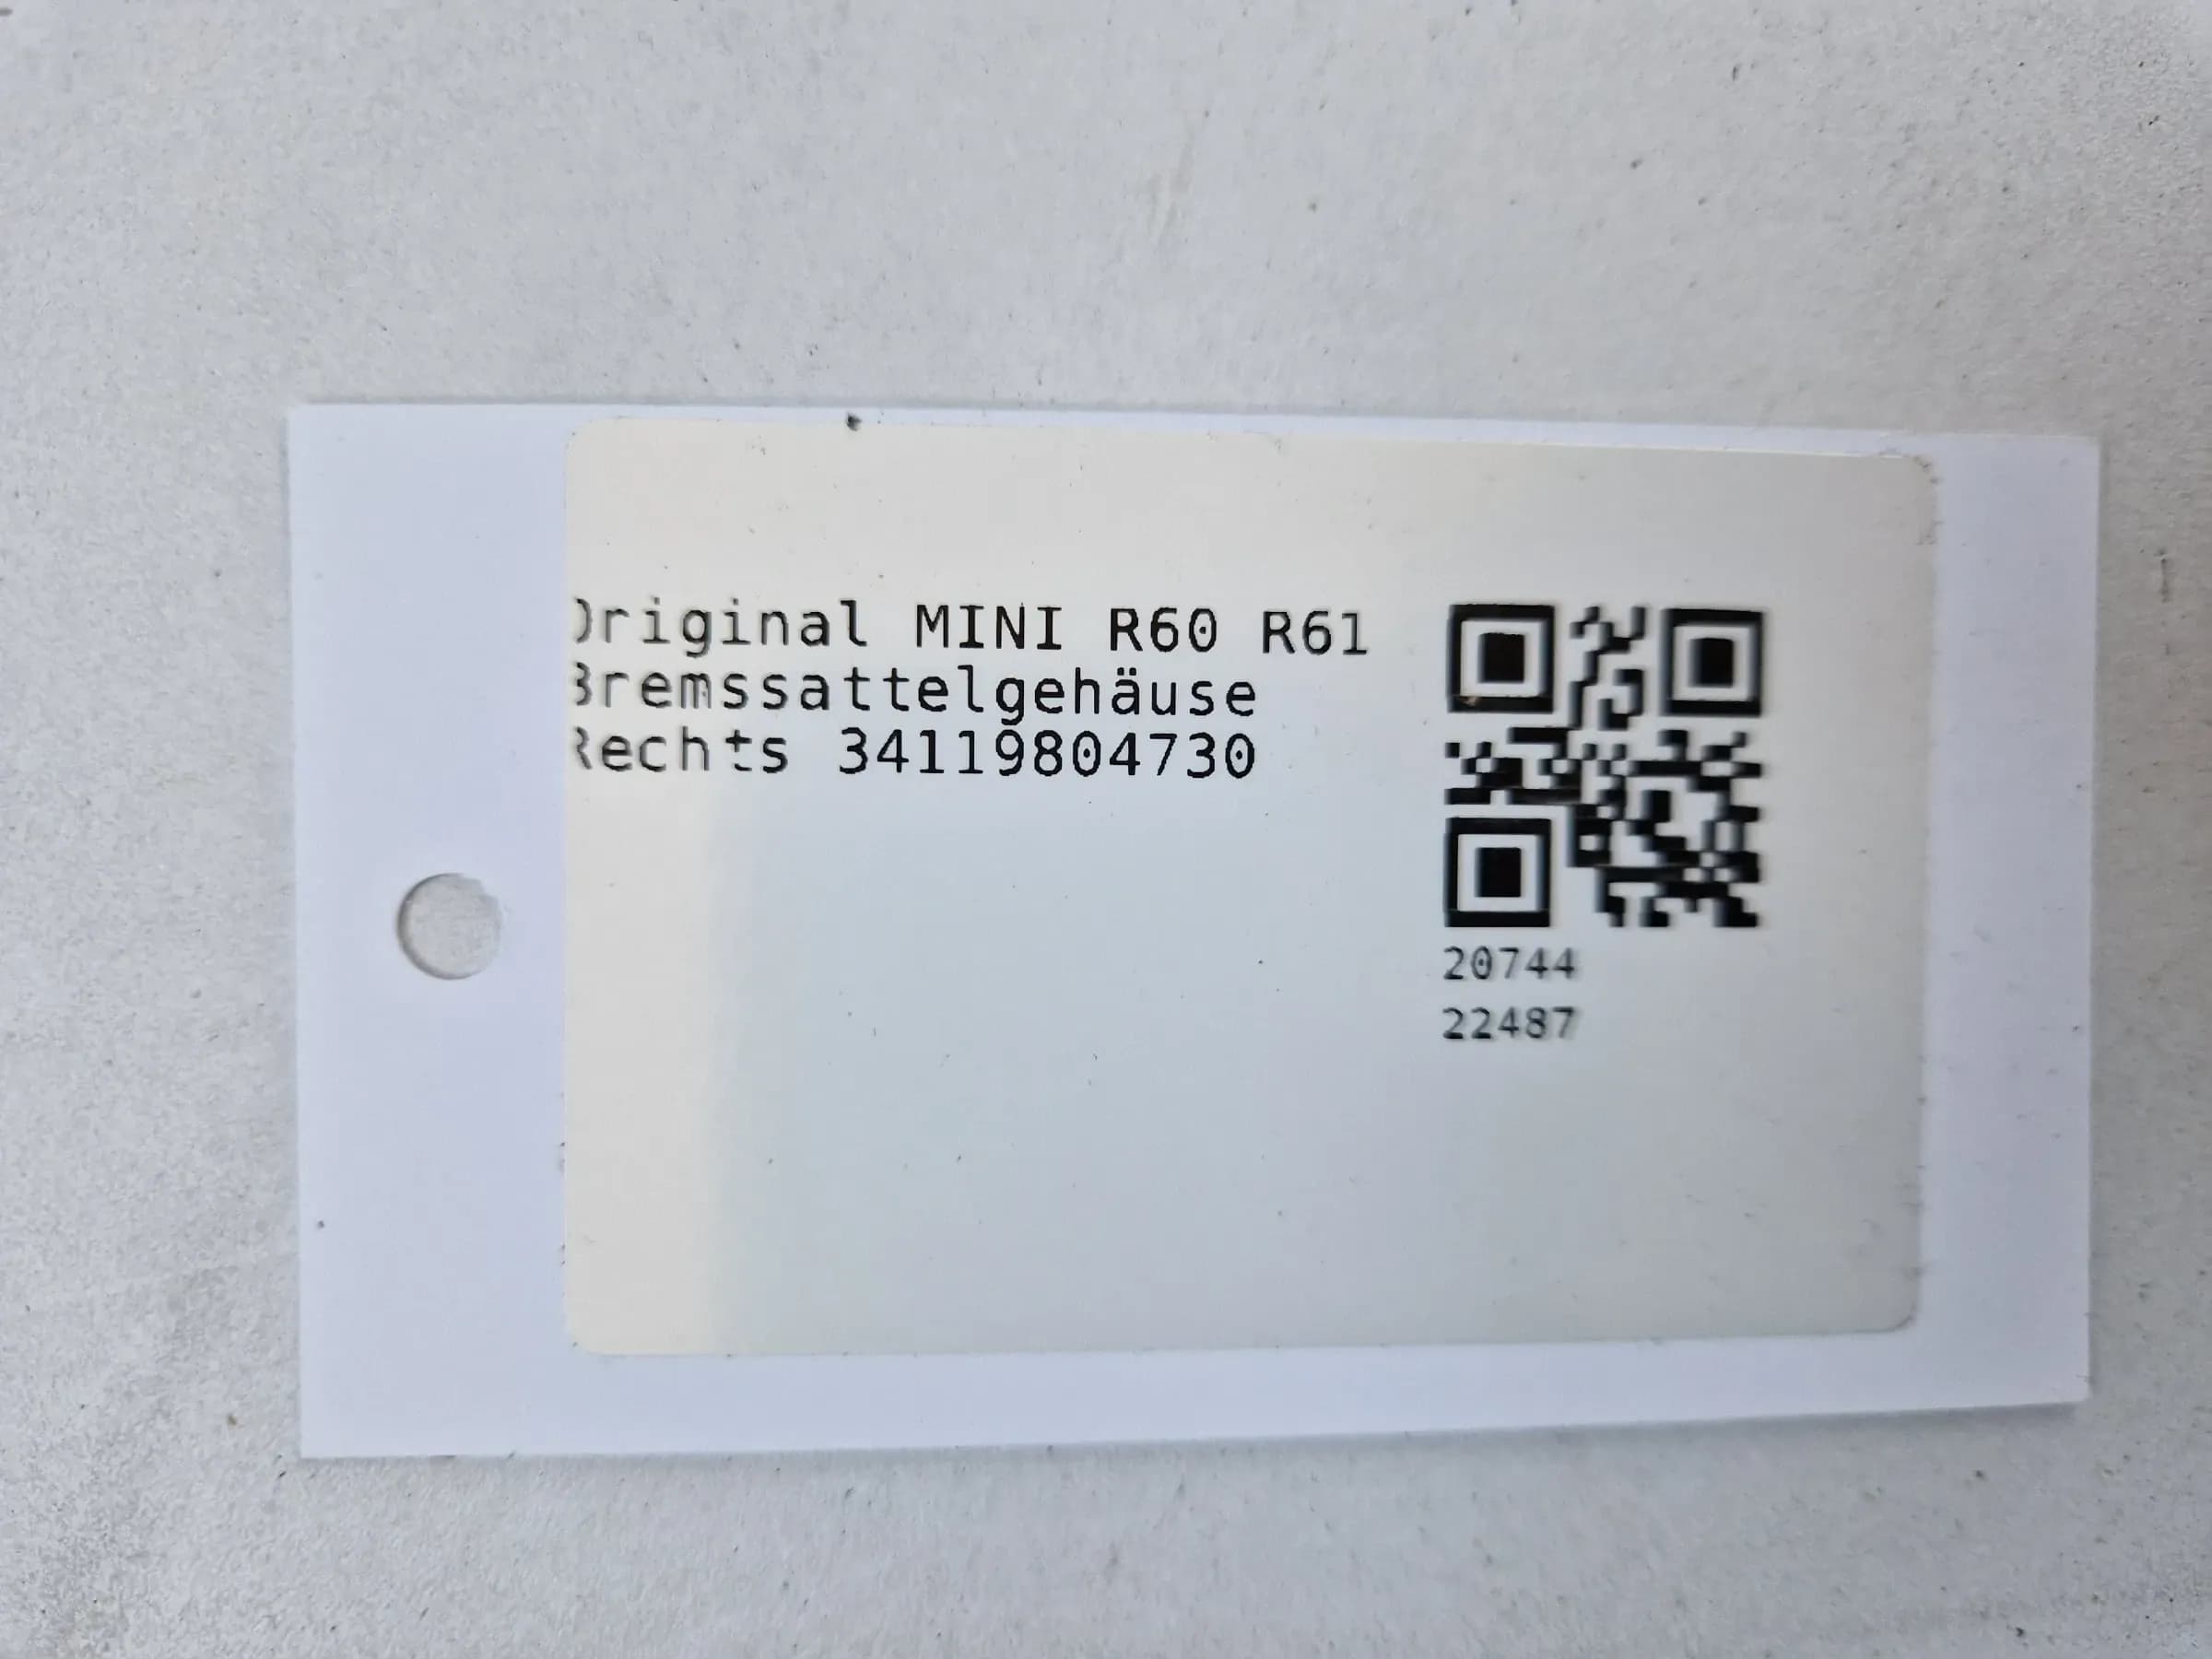 Original MINI R60 R61
Bremssattelgehäuse
Rechts 34119804730
20744
22487